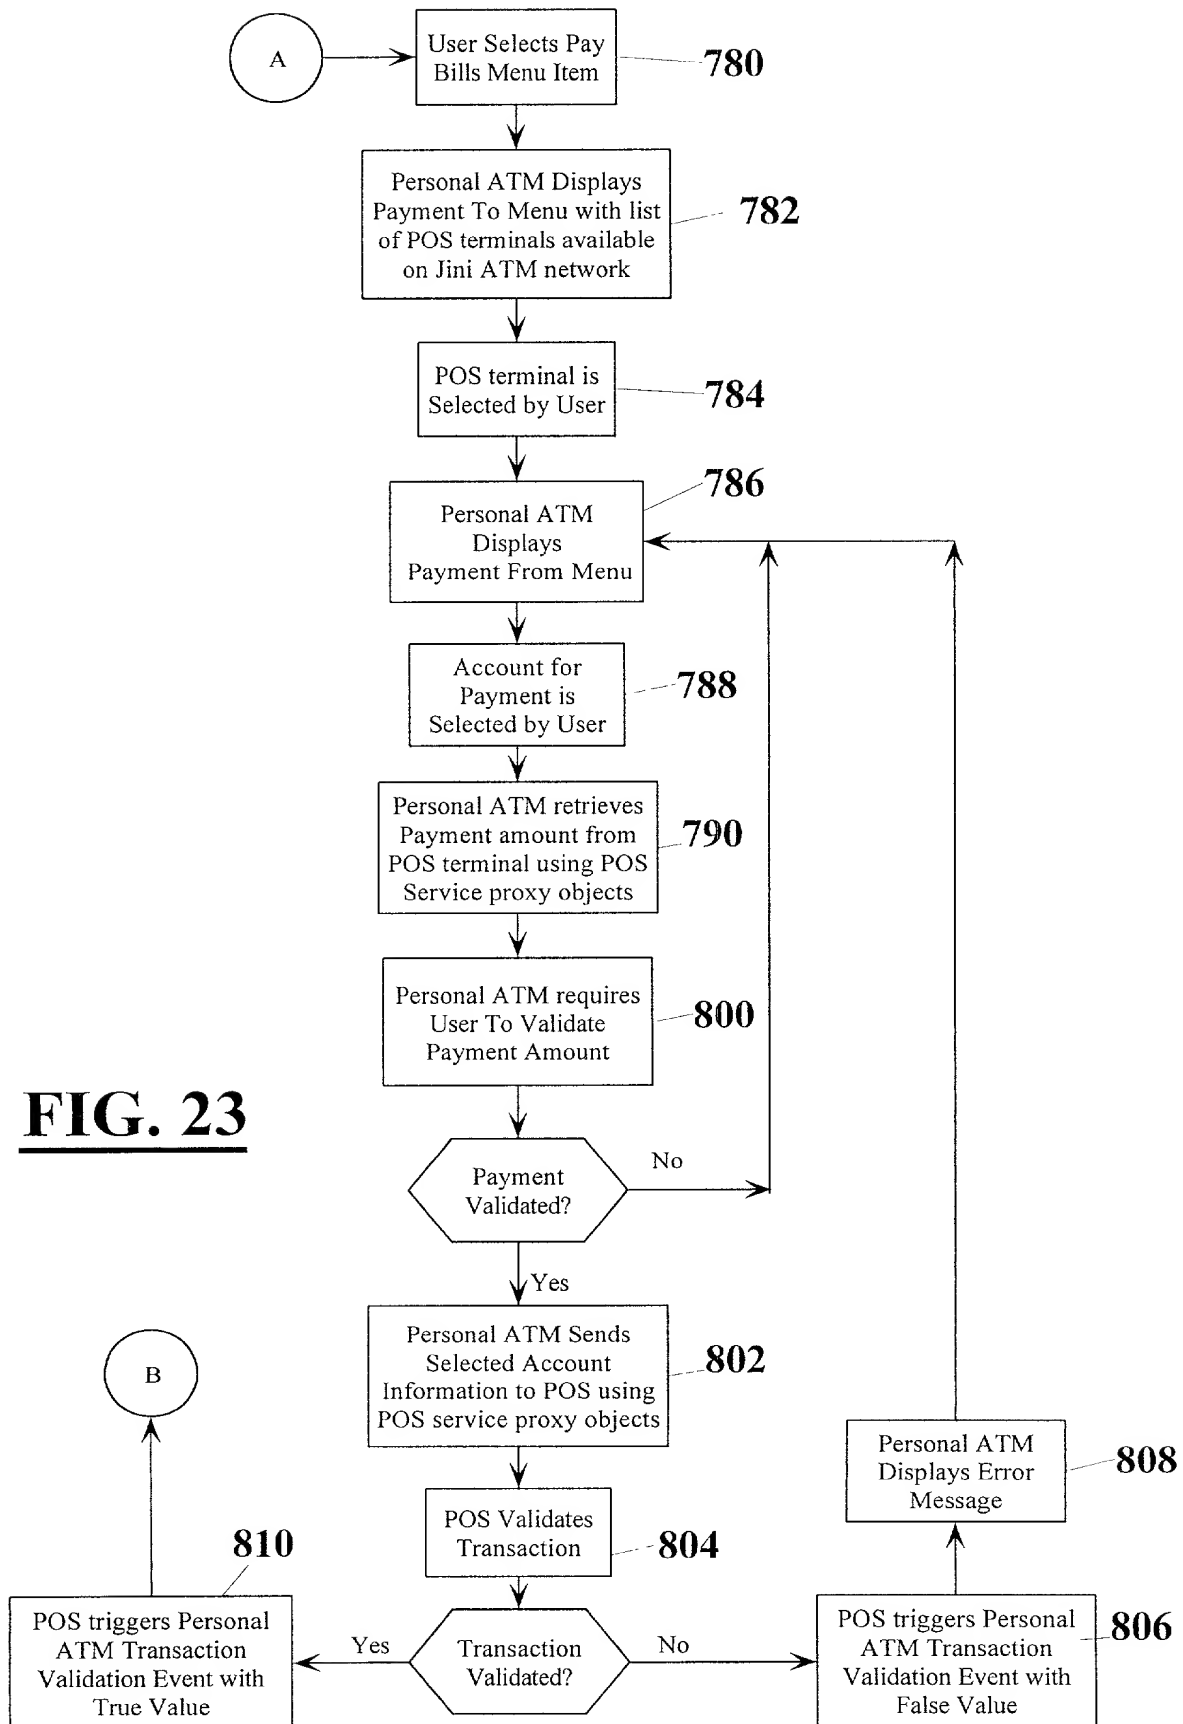 A
User Selects Pay
Bills Menu Item
780
Personal ATM Displays
Payment To Menu with list
of POS terminals available
on Jini ATM network
782
POS terminal is
Selected by User
784
786
Personal ATM
Displays
Payment From Menu
Account for
Payment is
Selected by User
788
Personal ATM retrieves
Payment amount from
POS terminal using POS
Service proxy objects
790
Personal ATM requires
User To Validate
Payment Amount
800
FIG. 23
Payment
Validated?
No
Yes
Personal ATM Sends
Selected Account
Information to POS using
POS service proxy objects
802
B
Personal ATM
Displays Error
Message
808
POS Validates
Transaction
804
810
POS triggers Personal
ATM Transaction
Validation Event with
True Value
Yes
Transaction
Validated?
No
POS triggers Personal
ATM Transaction
Validation Event with
False Value
806